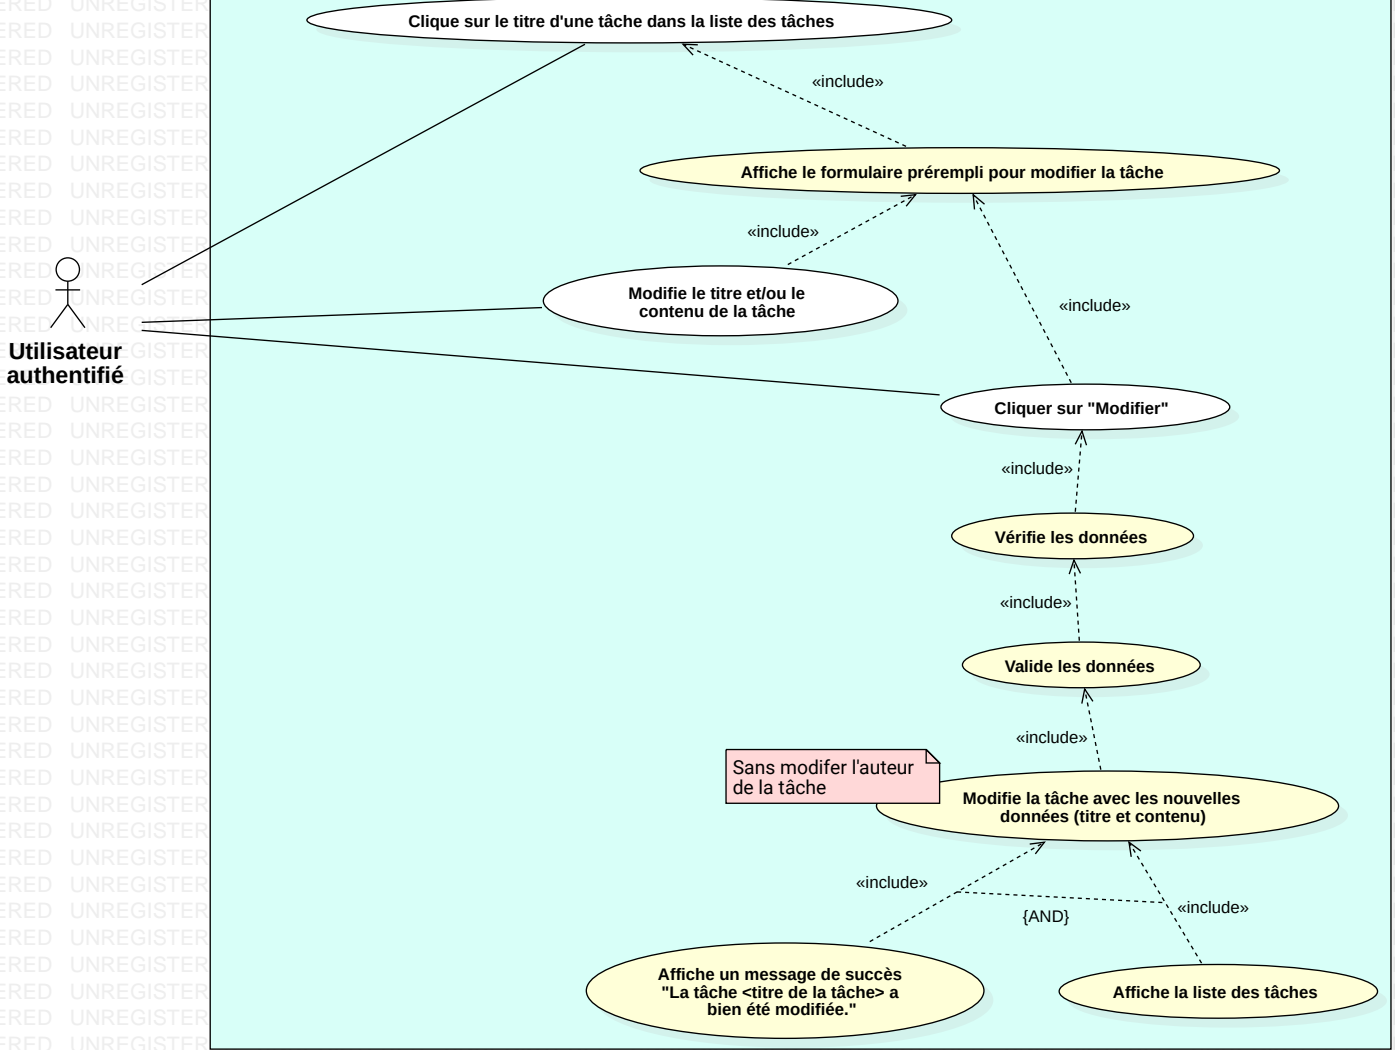 Clique sur le titre d'une tâche dans la liste des tâches
«include»
Affiche le formulaire prérempli pour modifier la tâche
«include»
Modifie le titre et/ou le
contenu de la tâche
«include»
Utilisateur
authentifié
Cliquer sur "Modifier"
«include»
Vérifie les données
«include»
Valide les données
«include»
Sans modifer l'auteur
de la tâche
Modifie la tâche avec les nouvelles
données (titre et contenu)
«include»
«include»
{AND}
Affiche un message de succès
"La tâche <titre de la tâche> a
bien été modifiée."
Affiche la liste des tâches